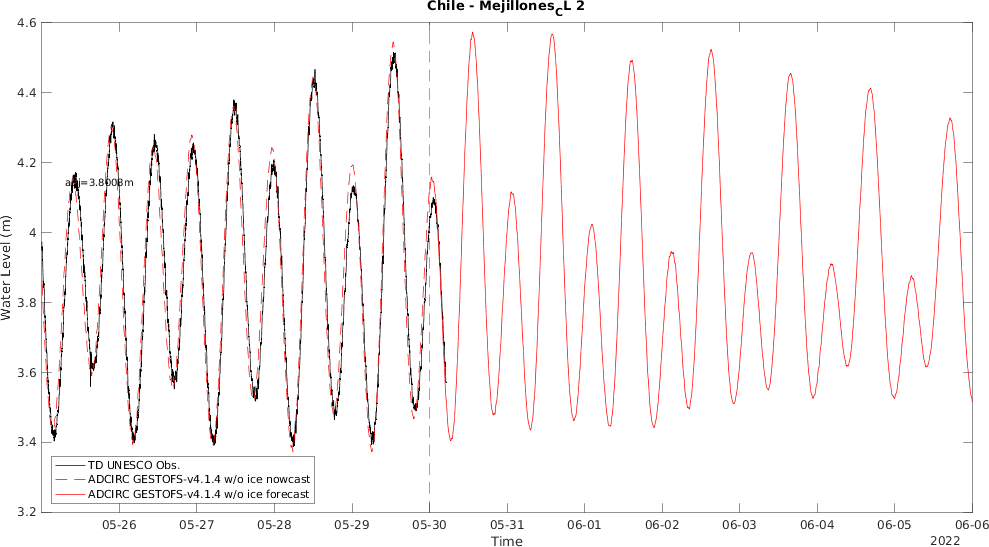 Chile - Mejillones_CL 2
4.6
4.4
4.2
4
3.8
3.6
3.4
3.2
Water Level (m)
adj=3.8008m
TD UNESCO Obs.
ADCIRC GESTOFS-v4.1.4 w/o ice nowcast
ADCIRC GESTOFS-v4.1.4 w/o ice forecast
05-26 05-27 05-28 05-29 05-30 05-31 06-01 06-02 06-03 06-04 06-05 06-06
Time
2022